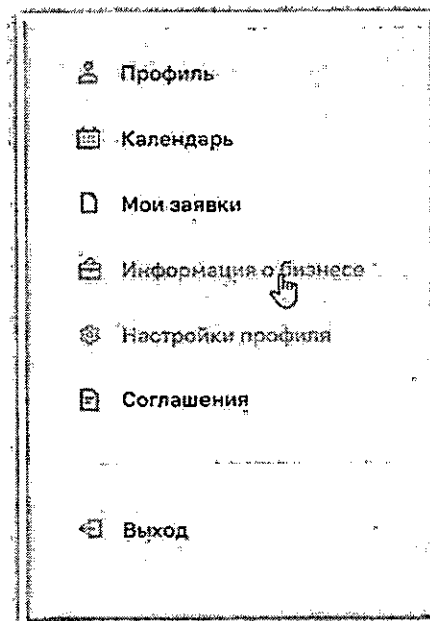 Профиль
Календарь
Мои заявки
Информация о бизнесе
Настройки профиля
Соглашения
Выход